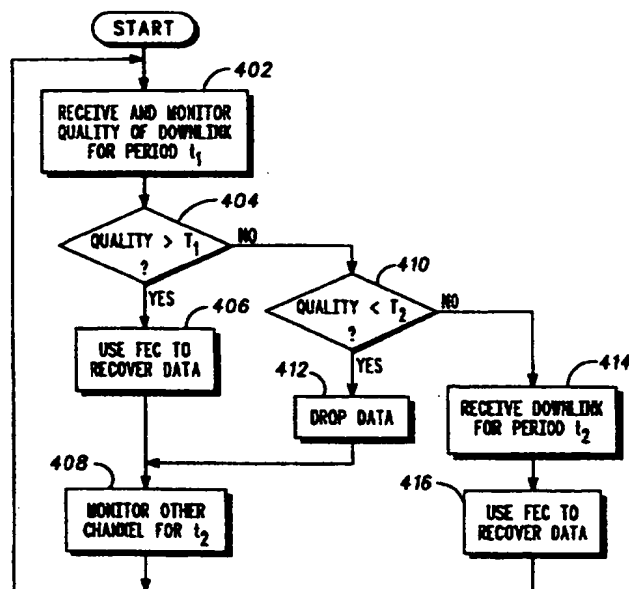 START
402
RECEIVE AND MONITOR
QUALITY OF DOWNLINK
FOR PERIOD t1
404
QUALITY > T1
?
NO
YES
410
QUALITY < T2
?
NO
YES
406
USE FEC TO
RECOVER DATA
412
DROP DATA
414
RECEIVE DOWNLINK
FOR PERIOD t2
408
MONITOR OTHER
CHANNEL FOR t2
416
USE FEC TO
RECOVER DATA